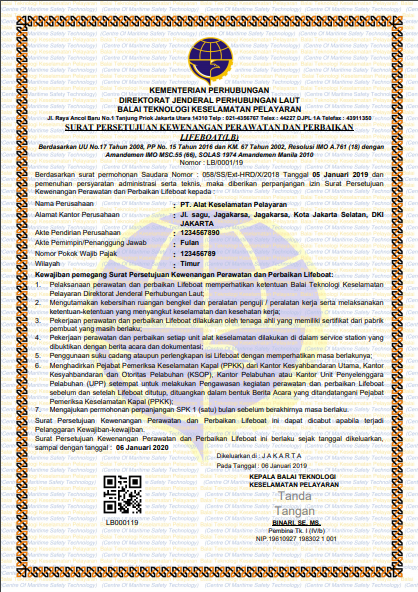 KEMENTERIAN PERHUBUNGAN
DIREKTORAT JENDERAL PERHUBUNGAN LAUT
BALAI TEKNOLOGI KESELAMATAN PELAYARAN
Jl. Raya Ancol Baru No.1 Tanjung Priok Jakarta Utara 14310 Telp : 021-4356767 Telex : 44227 DJPL 1A Telefax : 43911350
SURAT PERSETUJUAN KEWENANGAN PERAWATAN DAN PERBAIKAN
LIFEBOAT(LB)
Berdasarkan UU No.17 Tahun 2008, PP No. 15 Tahun 2016 dan KM. 67 Tahun 2002, Resolusi IMO A.761 (18) dengan
Amandemen IMO MSC.55 (66), SOLAS 1974 Amandemen Manila 2010
Nomor : LB/0001/19
Berdasarkan surat permohonan Saudara Nomor : 058/SS/Ext-HRD/X/2018 Tanggal 05 Januari 2019 dan
pemenuhan persyaratan administrasi serta teknis, maka diberikan perpanjangan izin Surat Persetujuan
Kewenangan Perawatan dan Perbaikan Lifeboat kepada :
Nama Perusahaan : PT. Alat Keselamatan Pelayaran
Alamat Kantor Perusahaan : Jl. sagu, Jagakarsa, Jagakarsa, Kota Jakarta Selatan, DKI
JAKARTA
Akte Pendirian Perusahaan : 1234567890
Akte Pemimpin/Penanggung Jawab : Fulan
Nomor Pokok Wajib Pajak : 123456789
Wilayah : Timur
Kewajiban pemegang Surat Persetujuan Kewenangan Perawatan dan Perbaikan Lifeboat:
1. Pelaksanaan perawatan dan perbaikan Lifeboat memperhatikan ketentuan Balai Teknologi Keselamatan
Pelayaran Direktorat Jenderal Perhubungan Laut;
2. Mengutamakan kebersihan ruangan bengkel dan peralatan penguji / peralatan kerja serta melaksanakan
ketentuan-ketentuan yang menyangkut keselamatan dan kesehatan kerja;
3. Pekerjaan perawatan dan perbaikan Lifeboat dilakukan oleh tenaga ahli yang memiliki sertifikat dari pabrik
pembuat yang masih berlaku;
4. Pekerjaan perawatan dan perbaikan setiap unit alat keselamatan dilakukan di dalam service station yang
dibuktikan dengan berita acara dan dokumentasi;
5. Penggunaan suku cadang ataupun perlengkapan isi Lifeboat dengan memperhatikan masa berlakunya;
6. Menghadirkan Pejabat Pemeriksa Keselamatan Kapal (PPKK) dari Kantor Kesyahbandaran Utama, Kantor
Kesyahbandaran dan Otoritas Pelabuhan (KSOP), Kantor Pelabuhan atau Kantor Unit Penyelenggara
Pelabuhan (UPP) setempat untuk melakukan Pengawasan kegiatan perawatan dan perbaikan Lifeboat
sebelum dan setelah Lifeboat ditutup, dituangkan dalam bentuk Berita Acara yang ditandatangani Pejabat
Pemeriksa Keselamatan Kapal (PPKK);
7. Mengajukan permohonan perpanjangan SPK 1 (satu) bulan sebelum berakhirnya masa berlaku.
Surat Persetujuan Kewenangan Perawatan dan Perbaikan Lifeboat ini dapat dicabut apabila terjadi
Pelanggaran Kewajiban-kewajiban.
Surat Persetujuan Kewenangan Perawatan dan Perbaikan Lifeboat ini berlaku sejak tanggal dikeluarkan,
sampai dengan tanggal : 06 Januari 2020
Dikeluarkan di : J A K A R T A
Pada Tanggal : 06 Januari 2019
KEPALA BALAI TEKNOLOGI
KESELAMATAN PELAYARAN
Tanda
Tangan
BINARI, SE. MS.
Pembina Tk. I (IV/b)
NIP.19610927 198302 1 001
LB000119